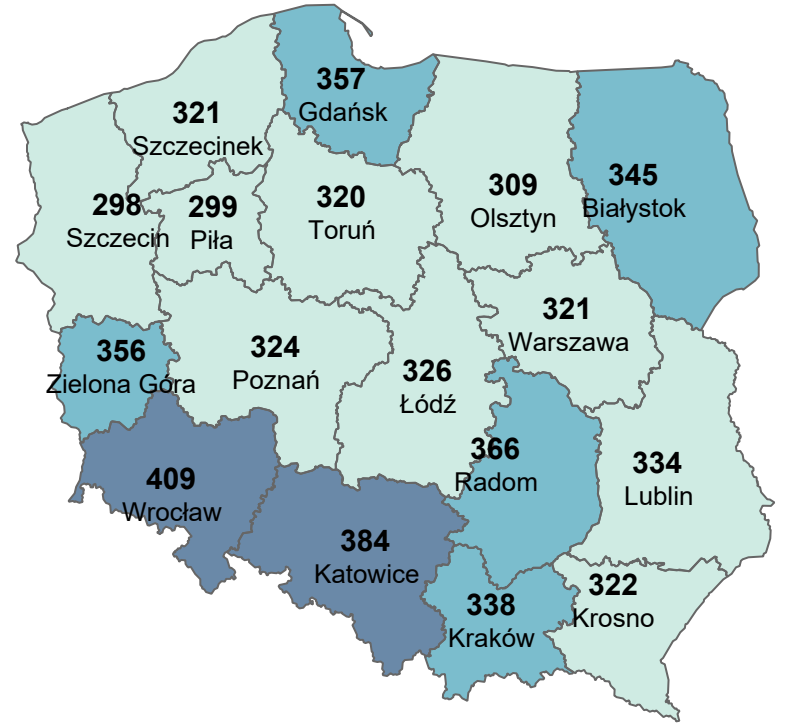 357
Gdańsk
321
Szczecinek
345
Białystok
309
Olsztyn
320
Toruń
299
Piła
298
Szczecin
321
Warszawa
324
Poznań
356
Zielona Góra
326
Łódź
366
Radom
334
Lublin
409
Wrocław
384
Katowice
322
Krosno
338
Kraków